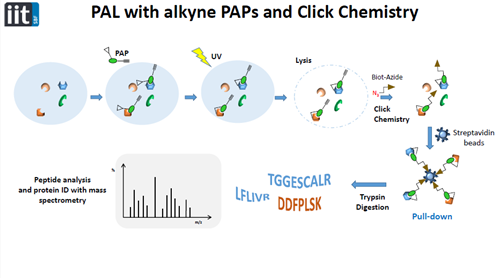 iit
PAL with alkyne PAPs and Click Chemistry
PAP
UV
Lysis
Biot-Azide
N₃
Click
Chemistry
Streptavidin
beads
Peptide analysis
and protein ID with mass
spectrometry
m/s
TGGESCALR
LFLIVR
DDFPLSK
Trypsin
Digestion
Pull-down